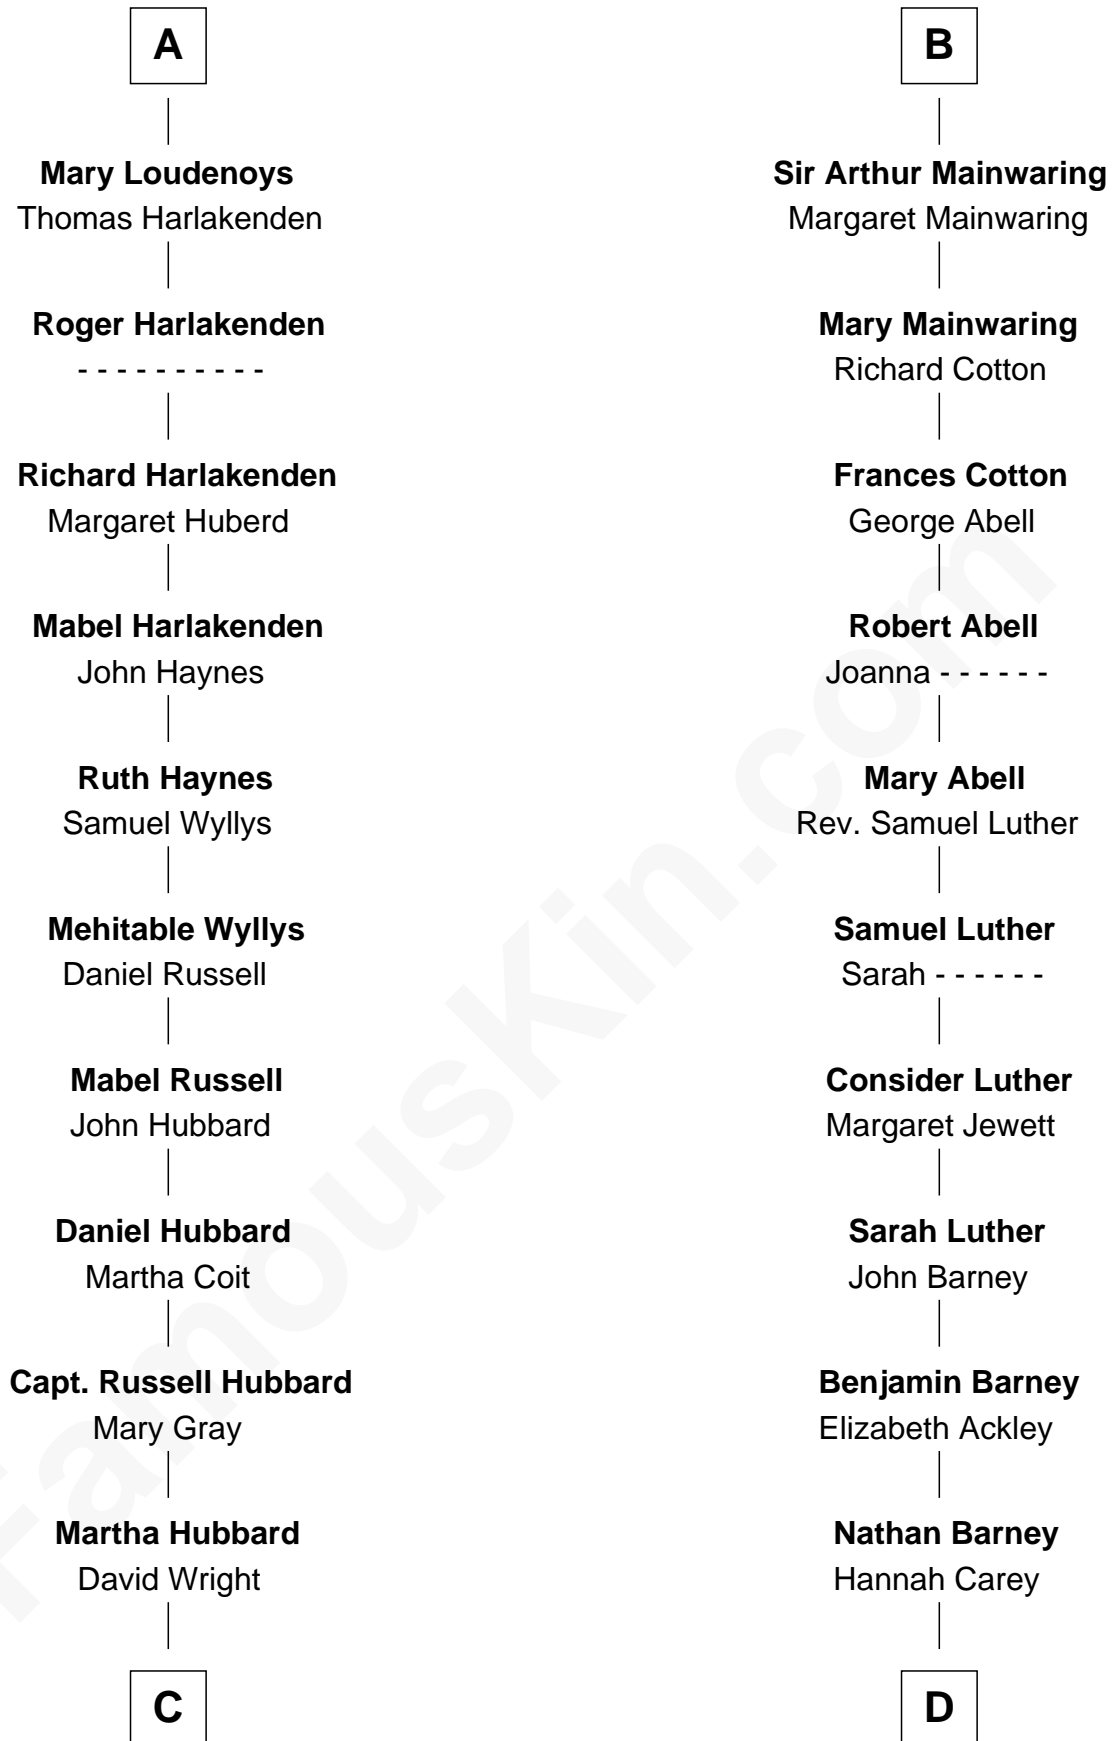 A
Mary Loudenoys
Thomas Harlakenden
Roger Harlakenden
- - - - - - - - - -
Richard Harlakenden
Margaret Huberd
Mabel Harlakenden
John Haynes
Ruth Haynes
Samuel Wyllys
Mehitable Wyllys
Daniel Russell
Mabel Russell
John Hubbard
Daniel Hubbard
Martha Coit
Capt. Russell Hubbard
Mary Gray
Martha Hubbard
David Wright
C
B
Sir Arthur Mainwaring
Margaret Mainwaring
Mary Mainwaring
Richard Cotton
Frances Cotton
George Abell
Robert Abell
Joanna - - - - - -
Mary Abell
Rev. Samuel Luther
Samuel Luther
Sarah - - - - - -
Consider Luther
Margaret Jewett
Sarah Luther
John Barney
Benjamin Barney
Elizabeth Ackley
Nathan Barney
Hannah Carey
D
FamousKin.com